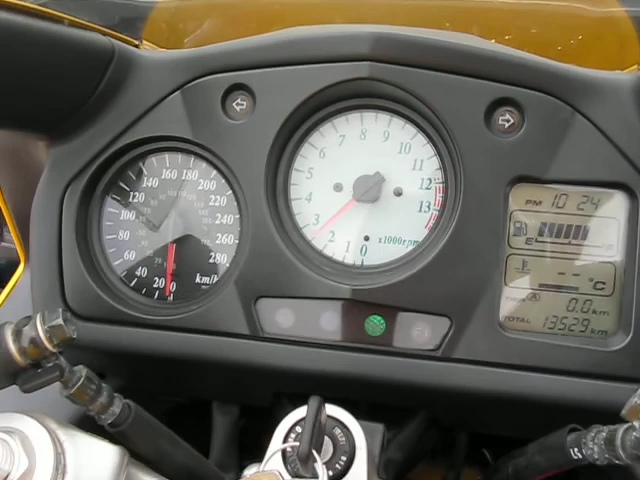 20 40 60 80 100 120 140 160 180 200 220 240 260 280
km/h
0 1 2 3 4 5 6 7 8 9 10 11 12 13
x1000rpm
PM 10 24
E F
-- °C
TRIP A
0.0 km
TOTAL
13529 km